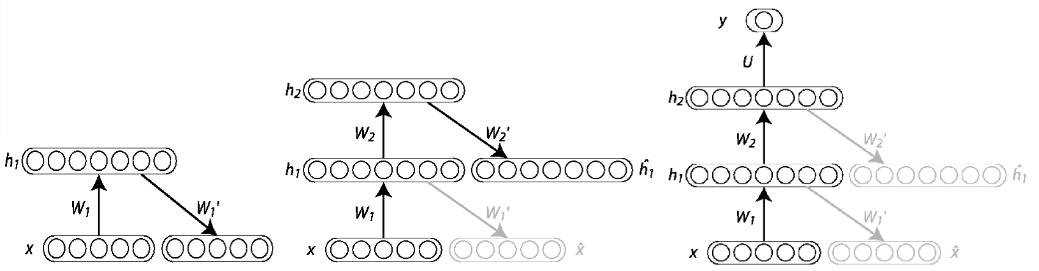 h₁
W₁
W₁'
x
h₂
W₂
W₂'
h₁
ĥ₁
W₁
W₁'
x
x̂
y
U
h₂
W₂
W₂'
h₁
ĥ₁
W₁
W₁'
x
x̂